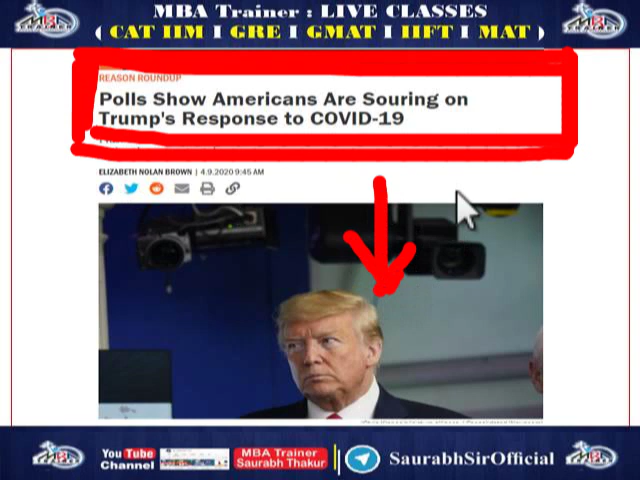 MBA Trainer : LIVE CLASSES
( CAT IIM I GRE I GMAT I IIFT I MAT )
REASON ROUNDUP
Polls Show Americans Are Souring on
Trump's Response to COVID-19
ELIZABETH NOLAN BROWN | 4.9.2020 9:45 AM
You Tube
Channel
MBA Trainer
Saurabh Thakur
SaurabhSirOfficial